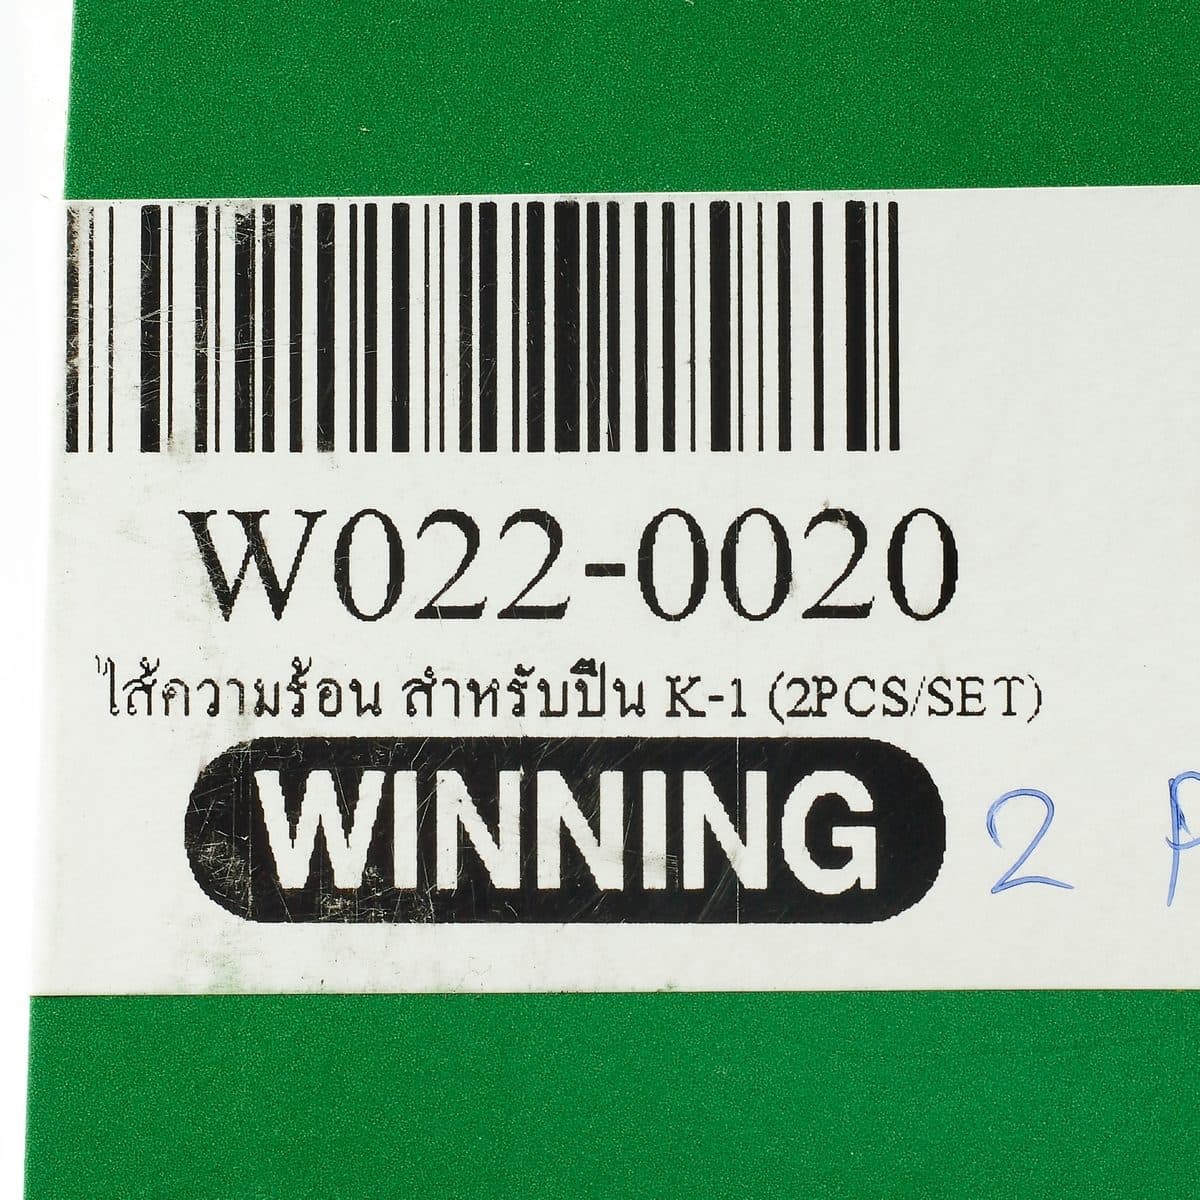 W022-0020
ไส้ความร้อน สำหรับปืน K-1 (2PCS/SET)
WINNING
2 P